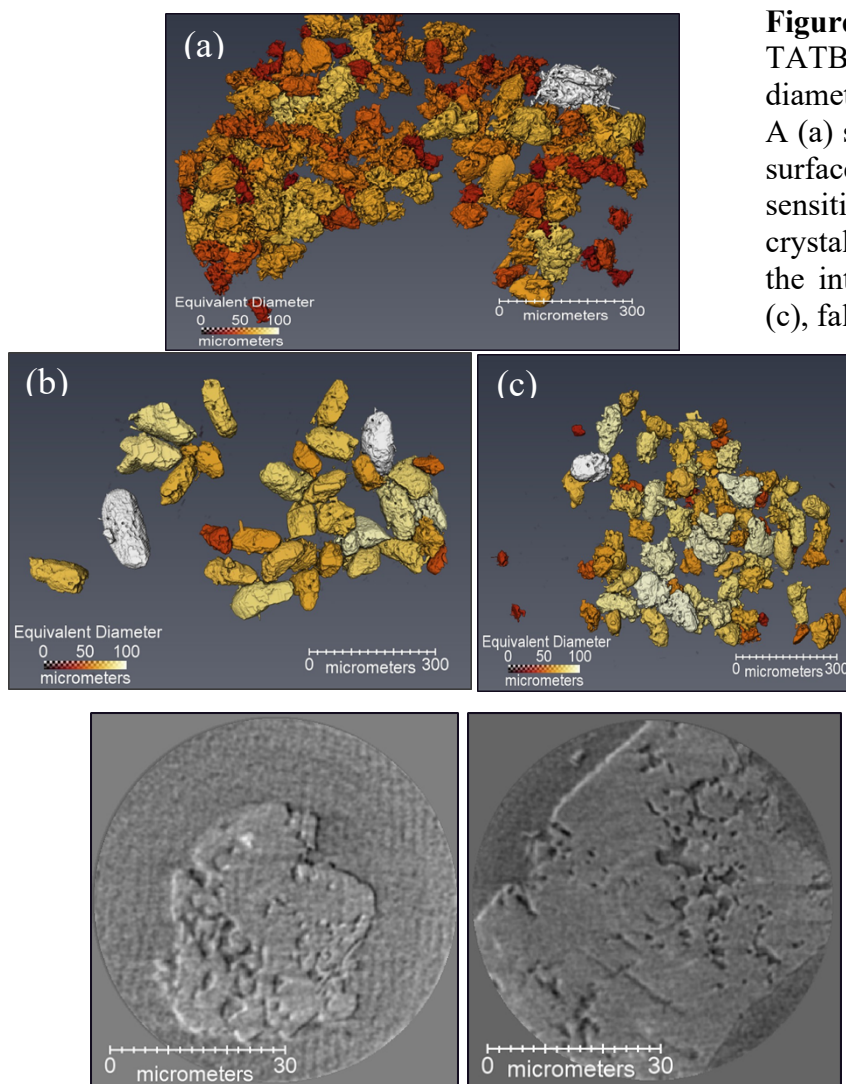 (a)
Equivalent Diameter
0 50 100
micrometers
0
300
micrometers
Figure
TATB
diamet
A (a) s
surface
sensiti
crystal
the int
(c), fal
(b)
Equivalent Diameter
0 50 100
micrometers
0
300
micrometers
(c)
Equivalent Diameter
0 50 100
micrometers
0
300
micrometers
0
30
micrometers
0
30
micrometers